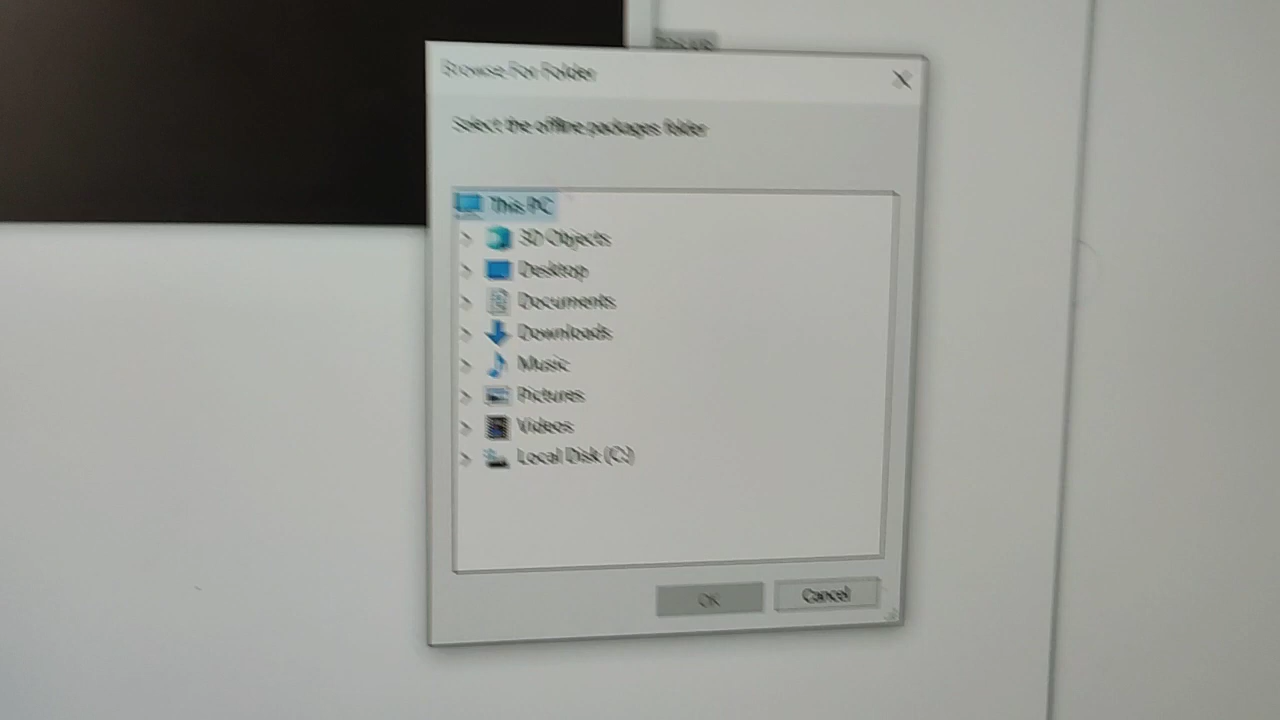 Browse For Folder
Select the offline packages folder
This PC
3D Objects
Desktop
Documents
Downloads
Music
Pictures
Videos
Local Disk (C:)
OK
Cancel